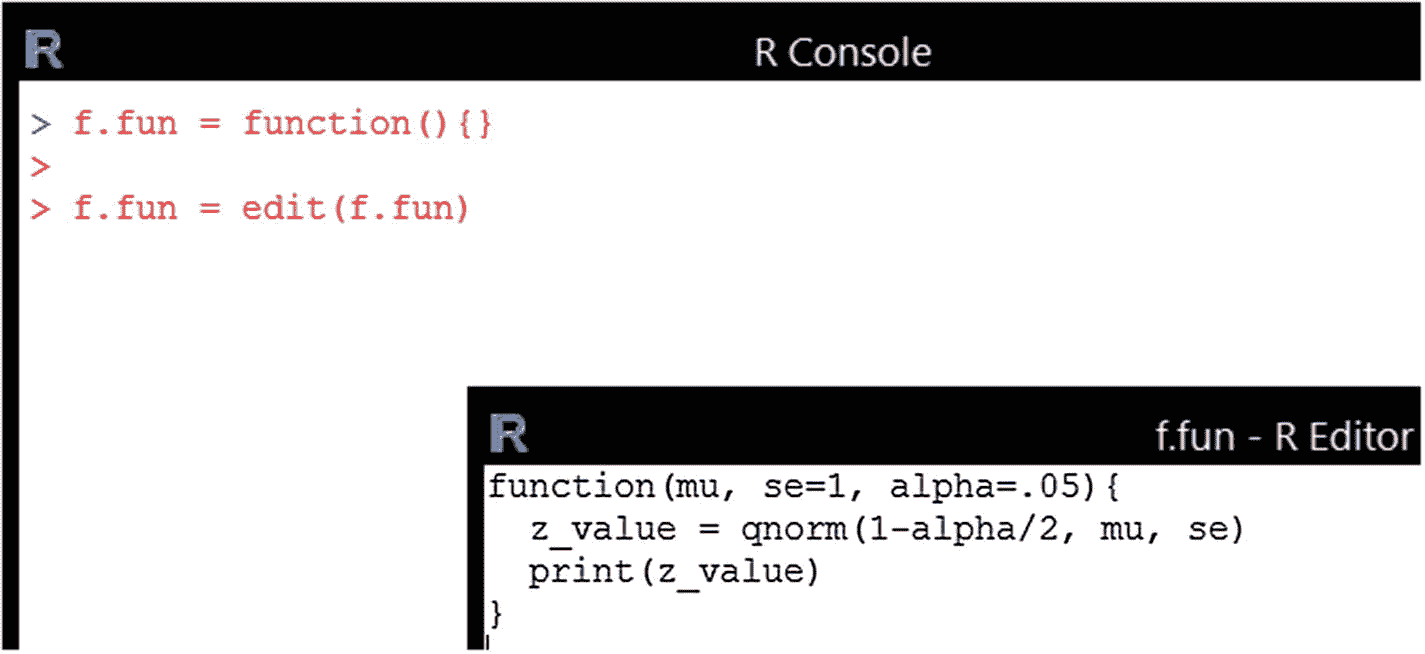 R
R Console
> f.fun = function(){}
>
> f.fun = edit(f.fun)
R
f.fun - R Editor
function(mu, se=1, alpha=.05){
  z_value = qnorm(1-alpha/2, mu, se)
  print(z_value)
}